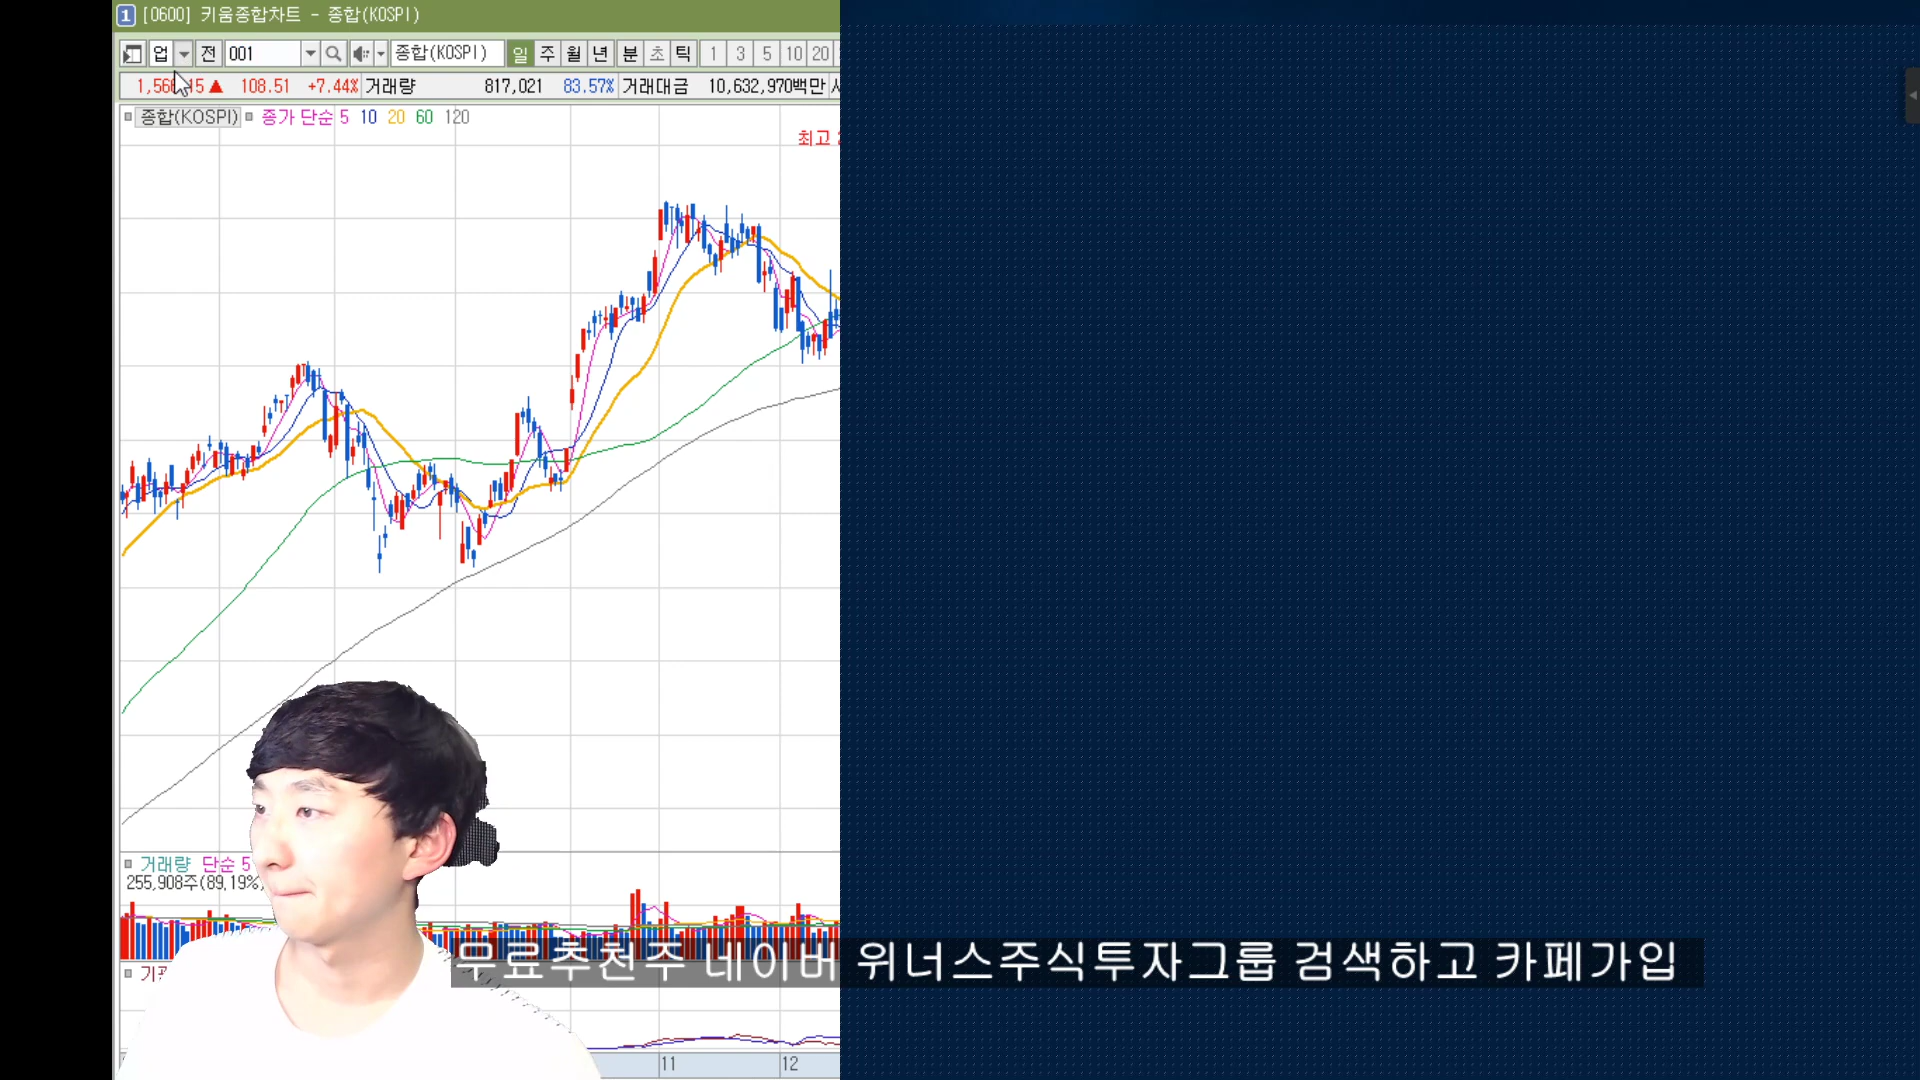 1 [0600] 키움종합차트 - 종합(KOSPI)
업 전 001 종합(KOSPI) 일 주 월 년 분 초 틱 1 3 5 10 20
▲ 108.51 +7.44% 거래량 817,021 83.57% 거래대금 10,632,970백만
종합(KOSPI) 종가 단순 5 10 20 60 120
최고
거래량 단순 5
255,908주(89.19%)
무료추천주 네이버 위너스주식투자그룹 검색하고 카페가입
11 12